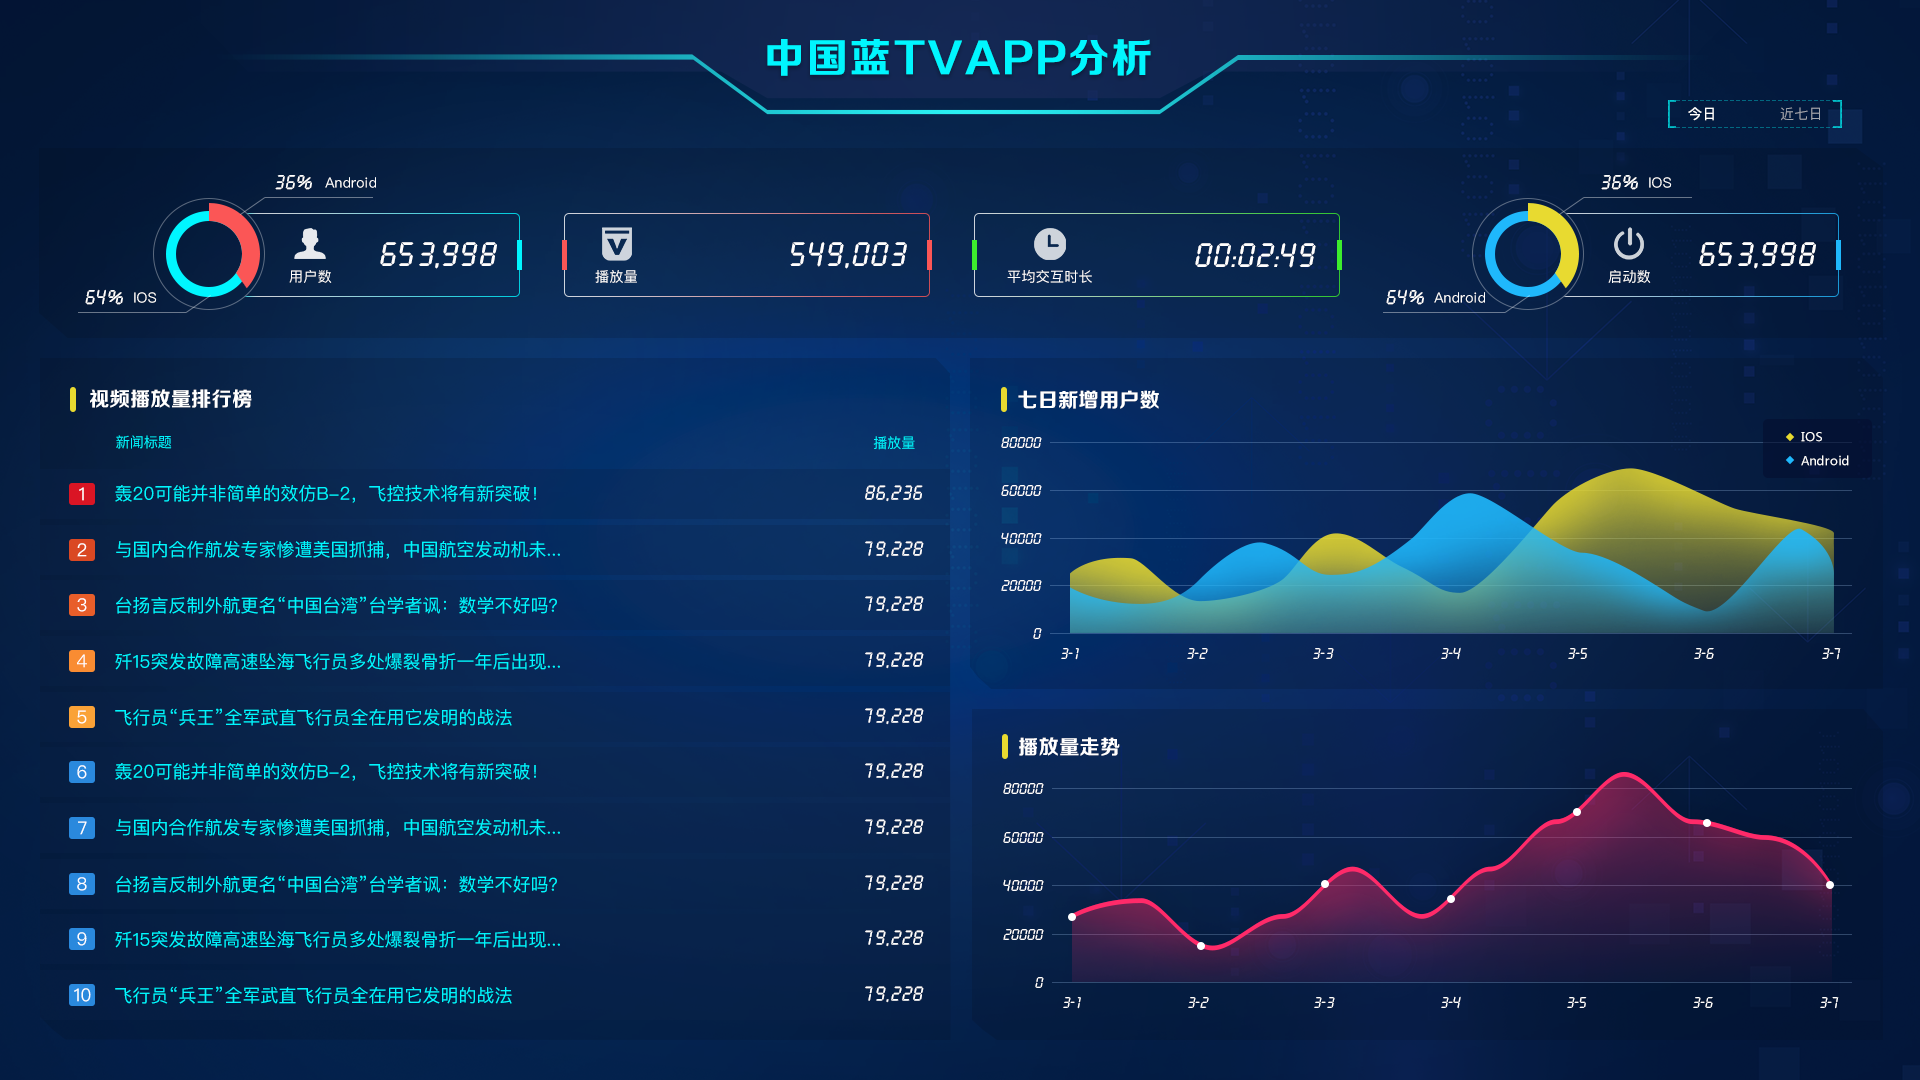 中国蓝TVAPP分析
今日 近七日
36% Android
64% IOS
用户数 653,998
播放量 549,003
平均交互时长 00:02:49
36% IOS
64% Android
启动数 653,998
视频播放量排行榜
新闻标题 播放量
1 轰20可能并非简单的效仿B-2，飞控技术将有新突破！ 86,236
2 与国内合作航发专家惨遭美国抓捕，中国航空发动机未... 79,228
3 台扬言反制外航更名“中国台湾”台学者讽：数学不好吗? 79,228
4 歼15突发故障高速坠海飞行员多处爆裂骨折一年后出现... 79,228
5 飞行员“兵王”全军武直飞行员全在用它发明的战法 79,228
6 轰20可能并非简单的效仿B-2，飞控技术将有新突破！ 79,228
7 与国内合作航发专家惨遭美国抓捕，中国航空发动机未... 79,228
8 台扬言反制外航更名“中国台湾”台学者讽：数学不好吗? 79,228
9 歼15突发故障高速坠海飞行员多处爆裂骨折一年后出现... 79,228
10 飞行员“兵王”全军武直飞行员全在用它发明的战法 79,228
七日新增用户数
IOS
Android
80000
60000
40000
20000
0
3-1 3-2 3-3 3-4 3-5 3-6 3-7
播放量走势
80000
60000
40000
20000
0
3-1 3-2 3-3 3-4 3-5 3-6 3-7